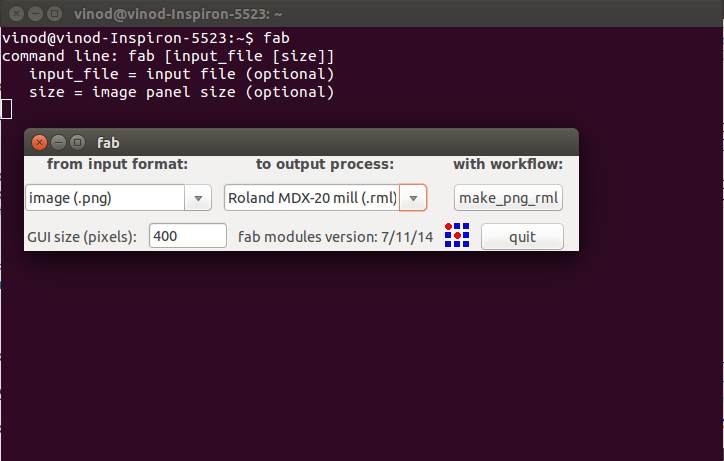 vinod@vinod-Inspiron-5523: ~
vinod@vinod-Inspiron-5523:~$ fab
command line: fab [input_file [size]]
input_file = input file (optional)
size = image panel size (optional)
fab
from input format: to output process: with workflow:
image (.png) Roland MDX-20 mill (.rml) make_png_rml
GUI size (pixels): 400 fab modules version: 7/11/14 quit